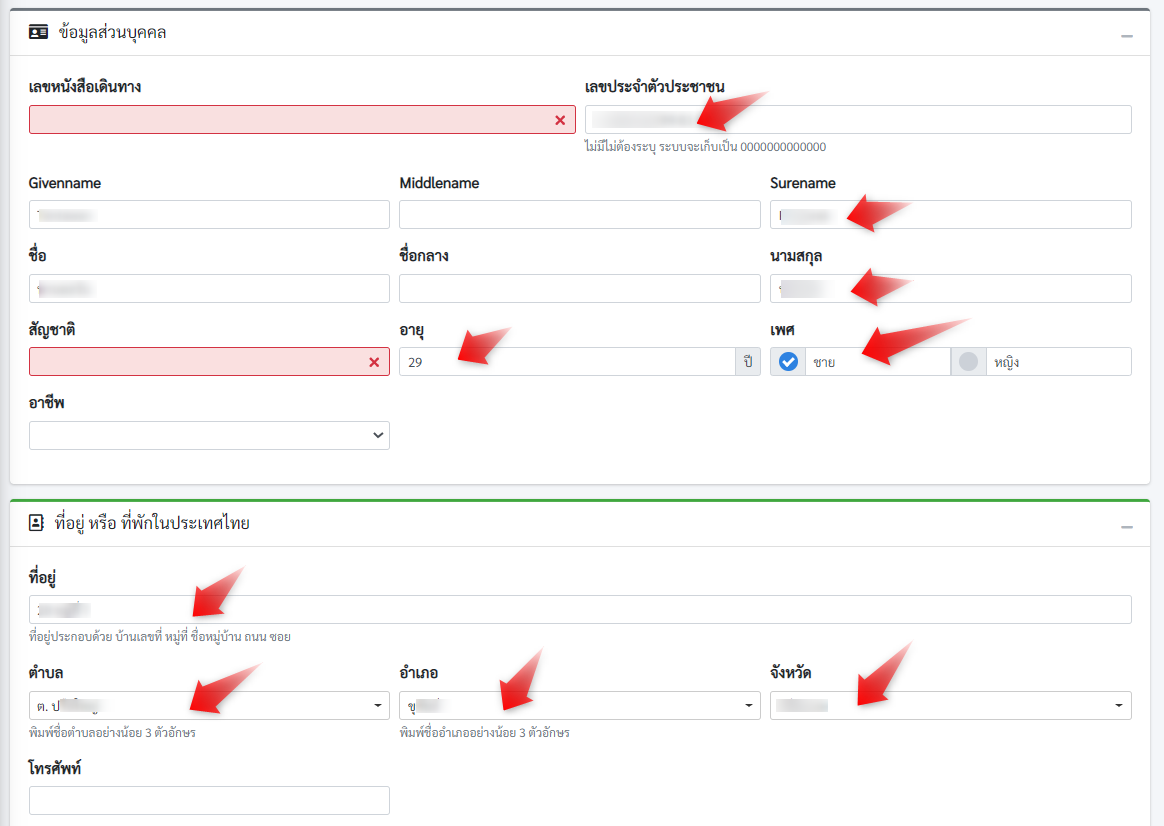 ข้อมูลส่วนบุคคล
เลขหนังสือเดินทาง
เลขประจำตัวประชาชน
ไม่มีไม่ต้องระบุ ระบบจะเก็บเป็น 0000000000000
Givenname
Middlename
Surename
ชื่อ
ชื่อกลาง
นามสกุล
สัญชาติ
อายุ
เพศ
29
ปี
ชาย
หญิง
อาชีพ
ที่อยู่ หรือ ที่พักในประเทศไทย
ที่อยู่
ที่อยู่ประกอบด้วย บ้านเลขที่ หมู่ที่ ชื่อหมู่บ้าน ถนน ซอย
ตำบล
อำเภอ
จังหวัด
ต.
พิมพ์ชื่อตำบลอย่างน้อย 3 ตัวอักษร
พิมพ์ชื่ออำเภออย่างน้อย 3 ตัวอักษร
โทรศัพท์